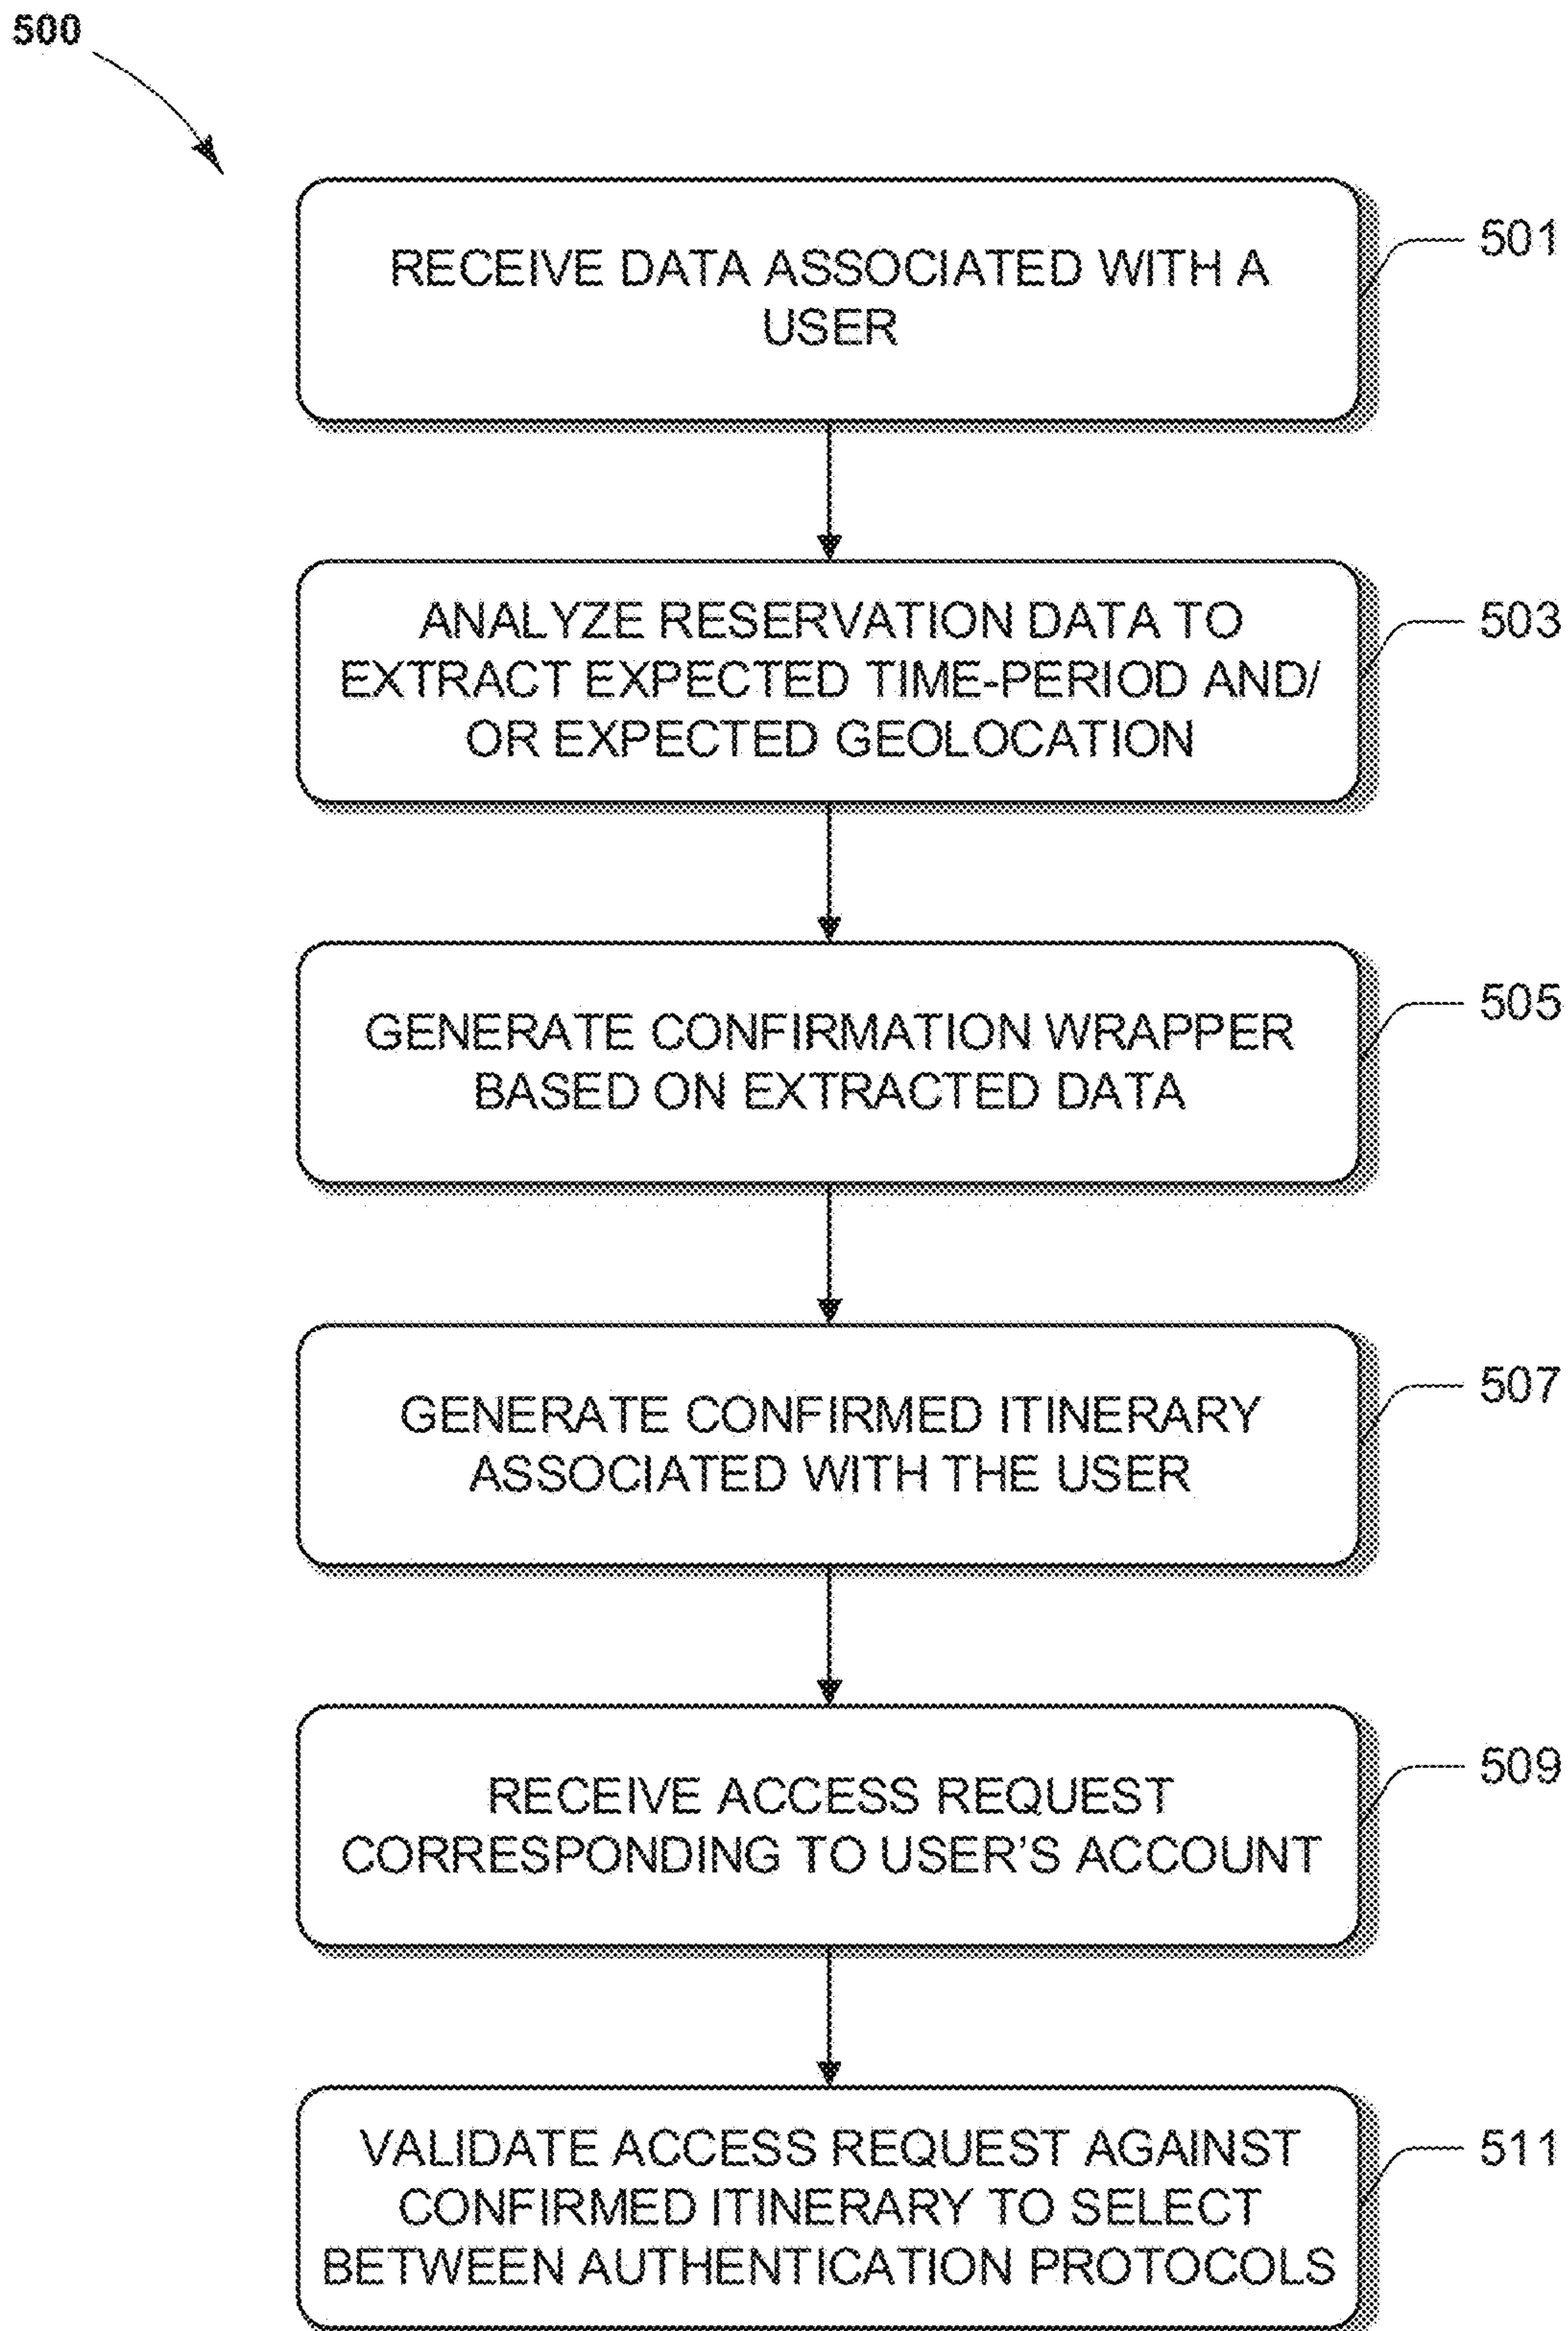 500
RECEIVE DATA ASSOCIATED WITH A
USER
501
ANALYZE RESERVATION DATA TO
EXTRACT EXPECTED TIME-PERIOD AND/
OR EXPECTED GEOLOCATION
503
GENERATE CONFIRMATION WRAPPER
BASED ON EXTRACTED DATA
505
GENERATE CONFIRMED ITINERARY
ASSOCIATED WITH THE USER
507
RECEIVE ACCESS REQUEST
CORRESPONDING TO USER'S ACCOUNT
509
VALIDATE ACCESS REQUEST AGAINST
CONFIRMED ITINERARY TO SELECT
BETWEEN AUTHENTICATION PROTOCOLS
511